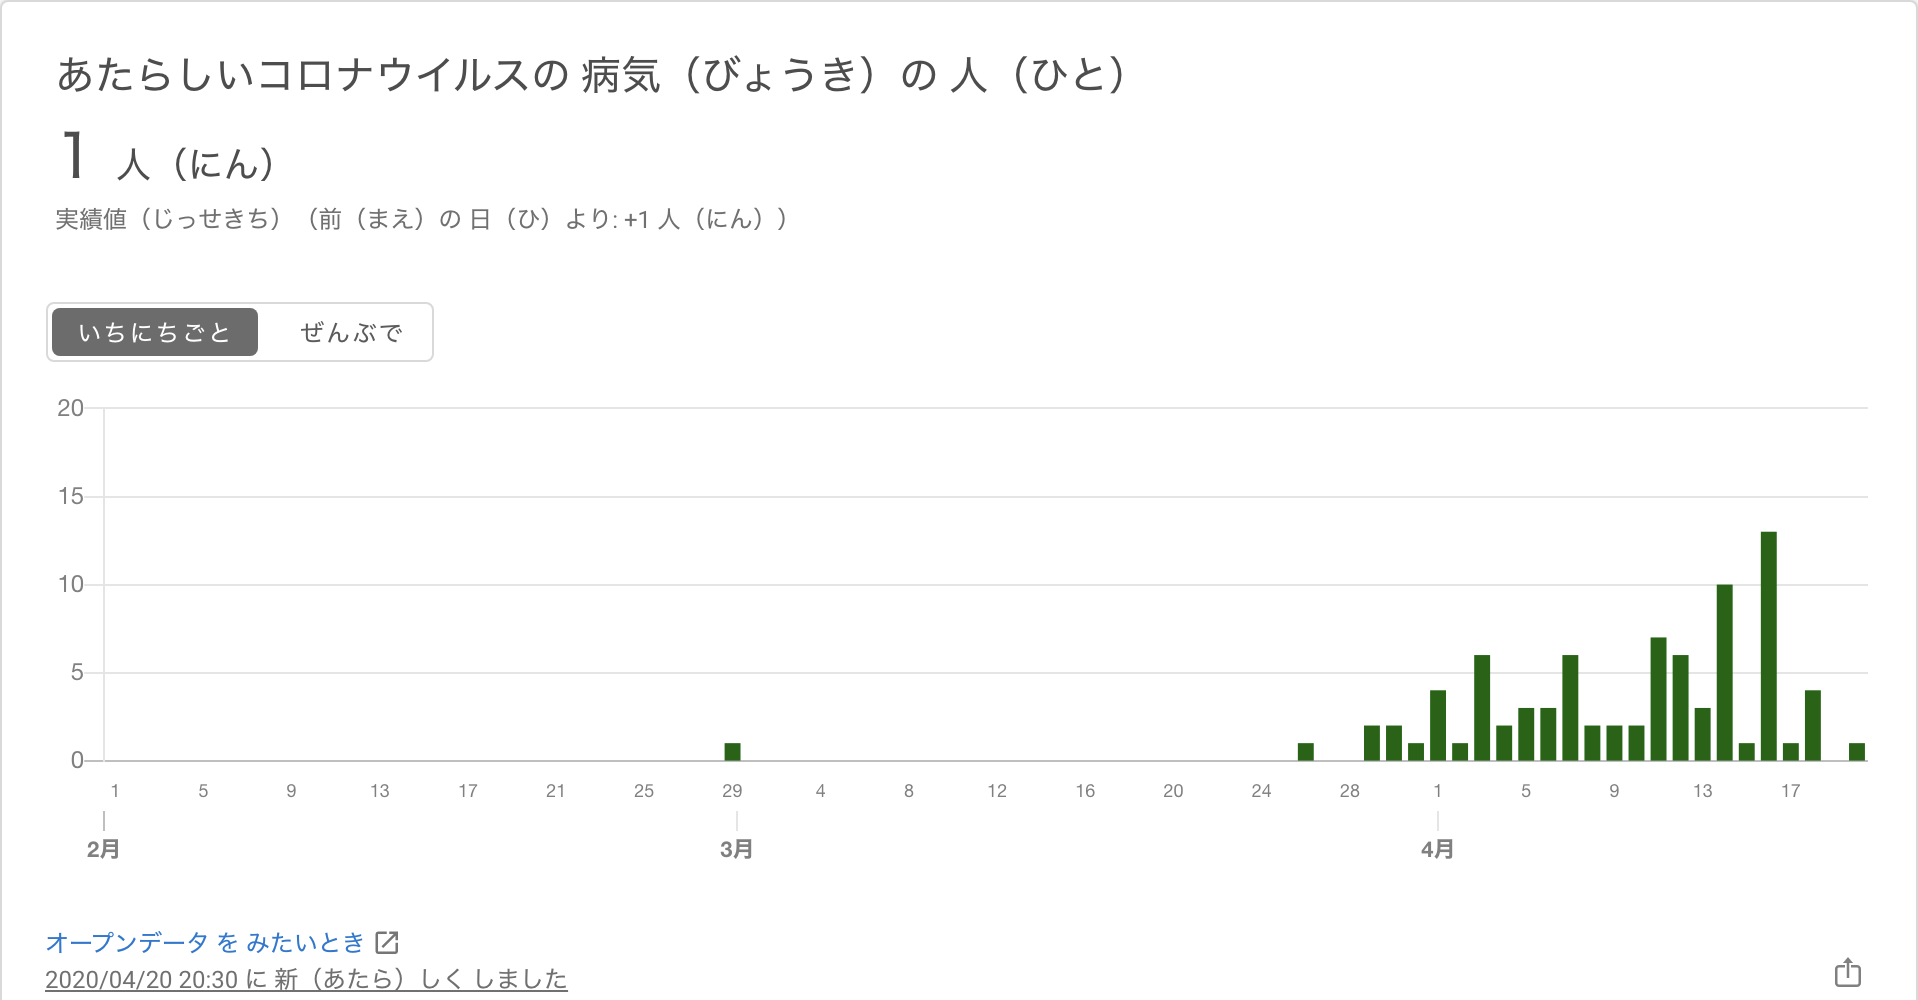 あたらしいコロナウイルスの 病気（びょうき）の 人（ひと）
1 人（にん）
実績値（じっせきち）（前（まえ）の 日（ひ）より: +1 人（にん））
いちにちごと ぜんぶで
20
15
10
5
0
1 5 9 13 17 21 25 29 4 8 12 16 20 24 28 1 5 9 13 17
2月 3月 4月
オープンデータ を みたいとき
2020/04/20 20:30 に 新（あたら）しく しました